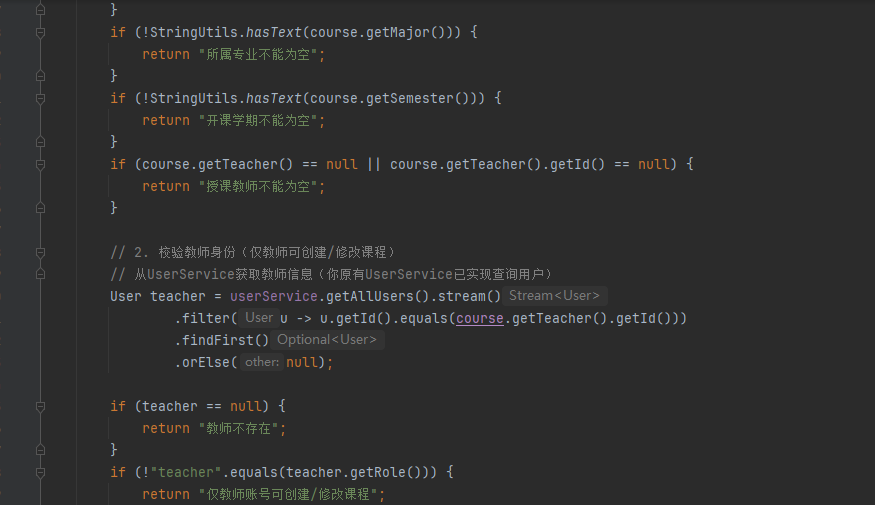 }
if (!StringUtils.hasText(course.getMajor())) {
return "所属专业不能为空";
}
if (!StringUtils.hasText(course.getSemester())) {
return "开课学期不能为空";
}
if (course.getTeacher() == null || course.getTeacher().getId() == null) {
return "授课教师不能为空";
}
// 2. 校验教师身份（仅教师可创建/修改课程）
// 从UserService获取教师信息（你原有UserService已实现查询用户）
User teacher = userService.getAllUsers().stream() Stream<User>
.filter( User u -> u.getId().equals(course.getTeacher().getId()))
.findFirst() Optional<User>
.orElse( other: null);
if (teacher == null) {
return "教师不存在";
}
if (!"teacher".equals(teacher.getRole())) {
return "仅教师账号可创建/修改课程";